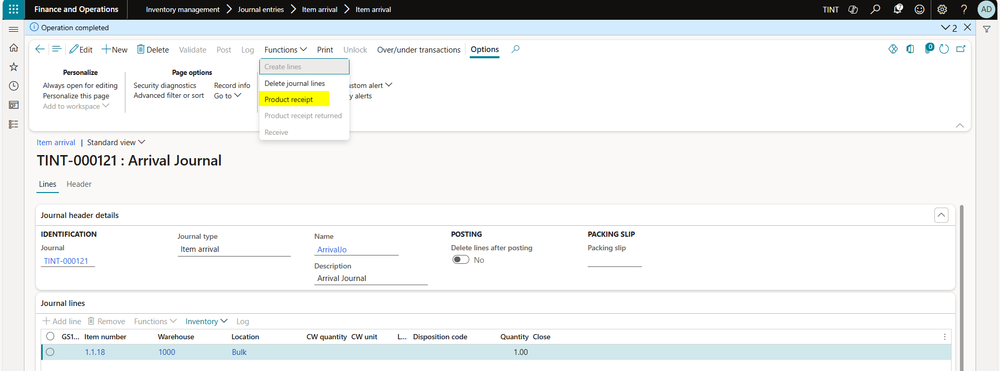 Finance and Operations
Inventory management > Journal entries > Item arrival > Item arrival
TINT
7
?
AD
Operation completed
2
Edit New Delete Validate Post Log Functions Print Unlock Over/under transactions Options
0
Personalize
Always open for editing
Personalize this page
Add to workspace
Page options
Security diagnostics
Advanced filter or sort
Record info
Go to
Create lines
Delete journal lines
Product receipt
Product receipt returned
Receive
ustom alert
y alerts
Item arrival | Standard view
TINT-000121 : Arrival Journal
Lines Header
Journal header details
IDENTIFICATION
Journal
TINT-000121
Journal type
Item arrival
Name
ArrivalJo
Description
Arrival Journal
POSTING
Delete lines after posting
No
PACKING SLIP
Packing slip
Journal lines
Add line Remove Functions Inventory Log
GS1... Item number Warehouse Location CW quantity CW unit L... Disposition code Quantity Close
1.1.18 1000 Bulk 1.00